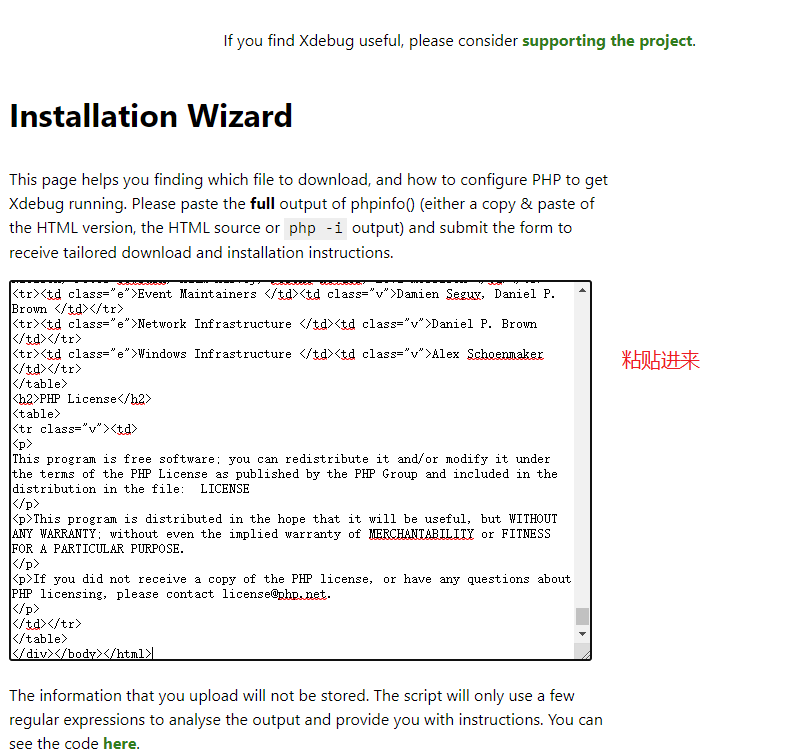 If you find Xdebug useful, please consider supporting the project.
Installation Wizard
This page helps you finding which file to download, and how to configure PHP to get
Xdebug running. Please paste the full output of phpinfo() (either a copy & paste of
the HTML version, the HTML source or php -i output) and submit the form to
receive tailored download and installation instructions.
<tr><td class="e">Event Maintainers </td><td class="v">Damien Seguy, Daniel P.
Brown </td></tr>
<tr><td class="e">Network Infrastructure </td><td class="v">Daniel P. Brown
</td></tr>
<tr><td class="e">Windows Infrastructure </td><td class="v">Alex Schoenmaker
</td></tr>
</table>
<h2>PHP License</h2>
<table>
<tr class="v"><td>
<p>
This program is free software; you can redistribute it and/or modify it under
the terms of the PHP License as published by the PHP Group and included in the
distribution in the file:  LICENSE
</p>
<p>This program is distributed in the hope that it will be useful, but WITHOUT
ANY WARRANTY; without even the implied warranty of MERCHANTABILITY or FITNESS
FOR A PARTICULAR PURPOSE.
</p>
<p>If you did not receive a copy of the PHP license, or have any questions about
PHP licensing, please contact license@php.net.
</p>
</td></tr>
</table>
</div></body></html>
粘贴进来
The information that you upload will not be stored. The script will only use a few
regular expressions to analyse the output and provide you with instructions. You can
see the code here.